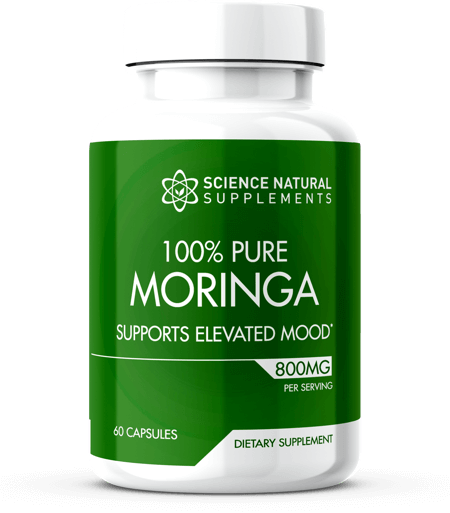 SCIENCE NATURAL
SUPPLEMENTS
100% PURE
MORINGA
SUPPORTS ELEVATED MOOD*
800MG
PER SERVING
60 CAPSULES
DIETARY SUPPLEMENT